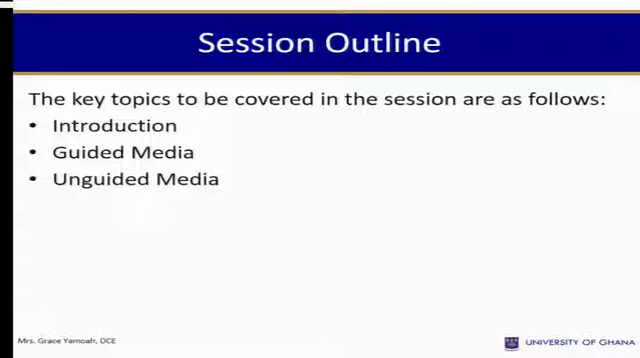 Session Outline
The key topics to be covered in the session are as follows:
• Introduction
• Guided Media
• Unguided Media
Mrs. Grace Yamoah, DCE
UNIVERSITY OF GHANA